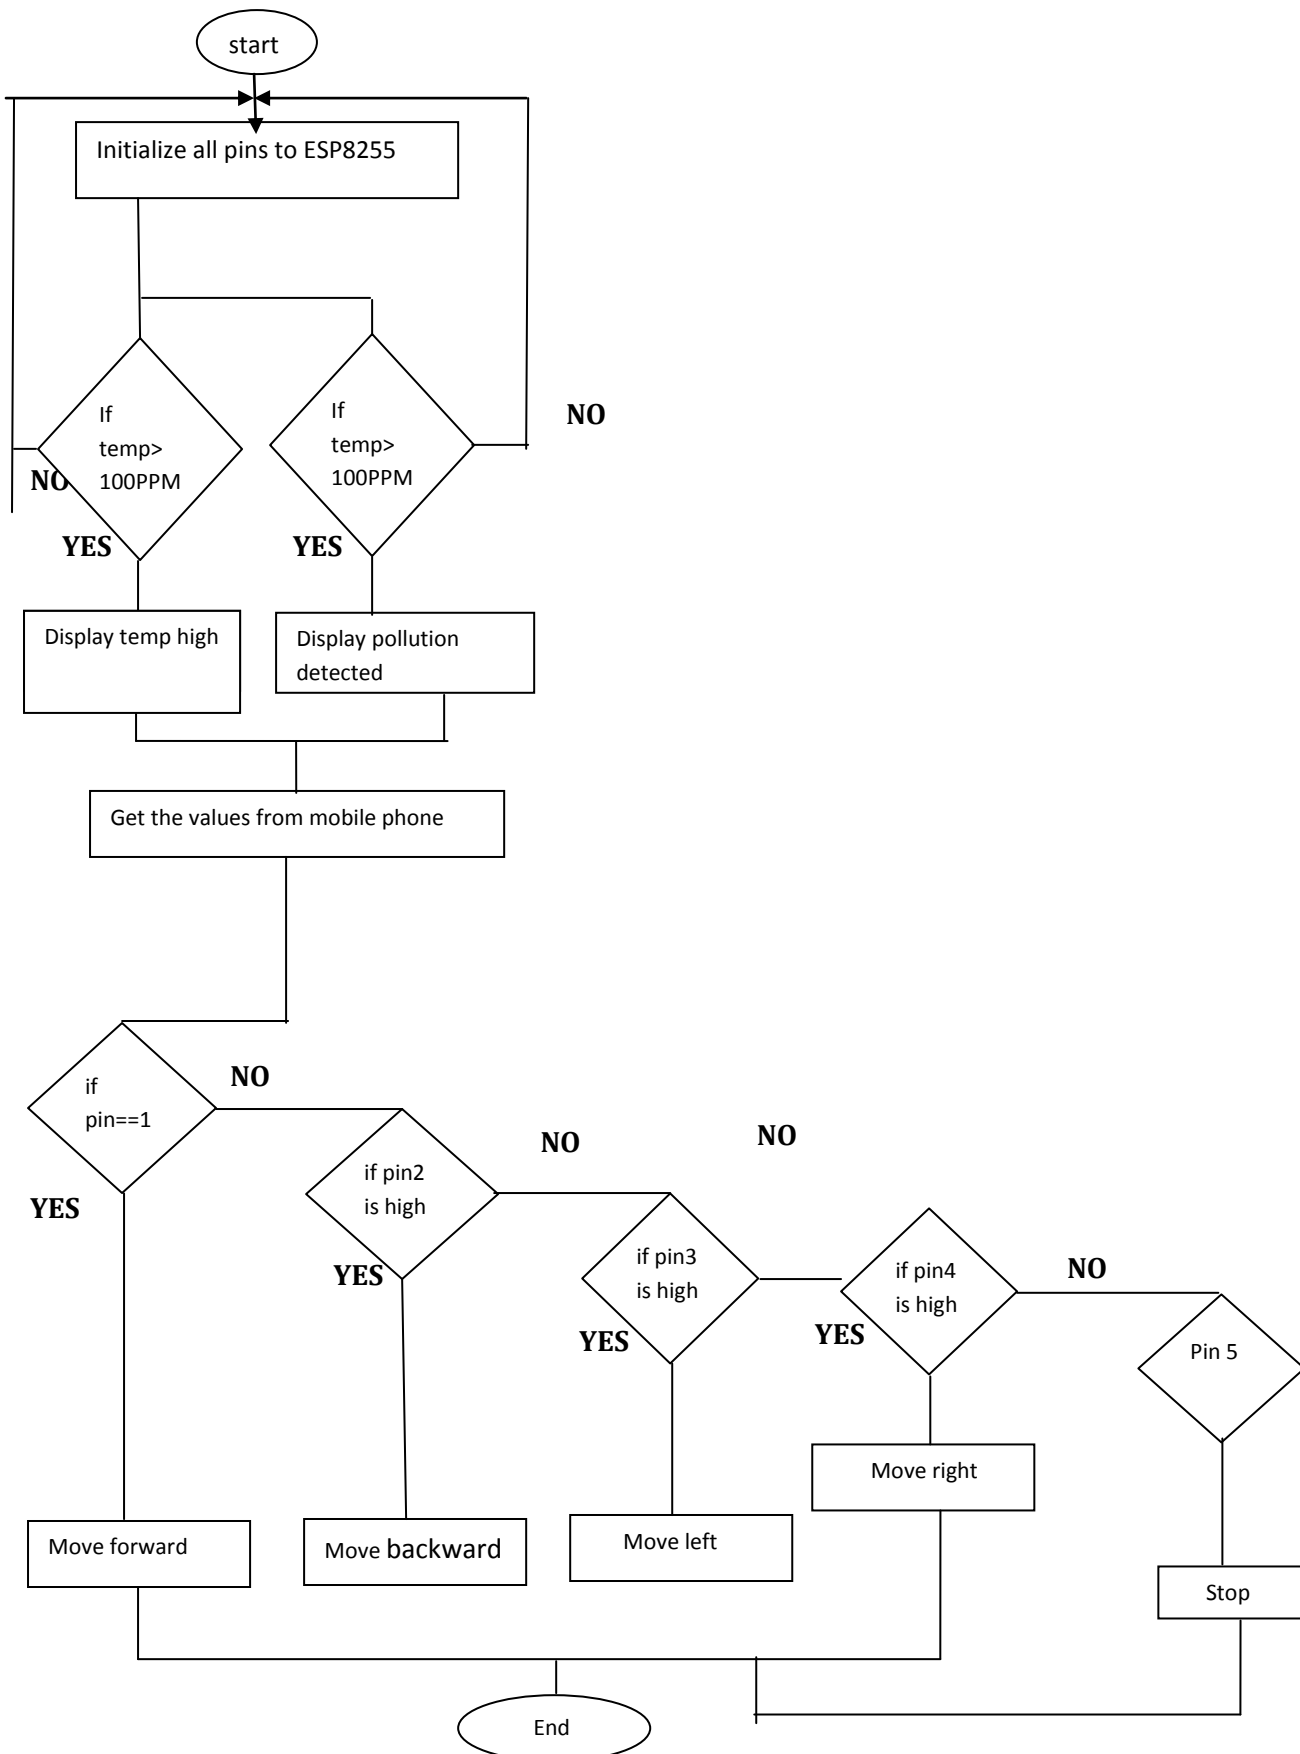 start
Initialize all pins to ESP8255
If
temp>
100PPM
NO
YES
If
temp>
100PPM
NO
YES
Display temp high
Display pollution
detected
Get the values from mobile phone
if
pin==1
NO
YES
if pin2
is high
NO
YES
if pin3
is high
NO
YES
if pin4
is high
NO
YES
Pin 5
Move forward
Move backward
Move left
Move right
Stop
End